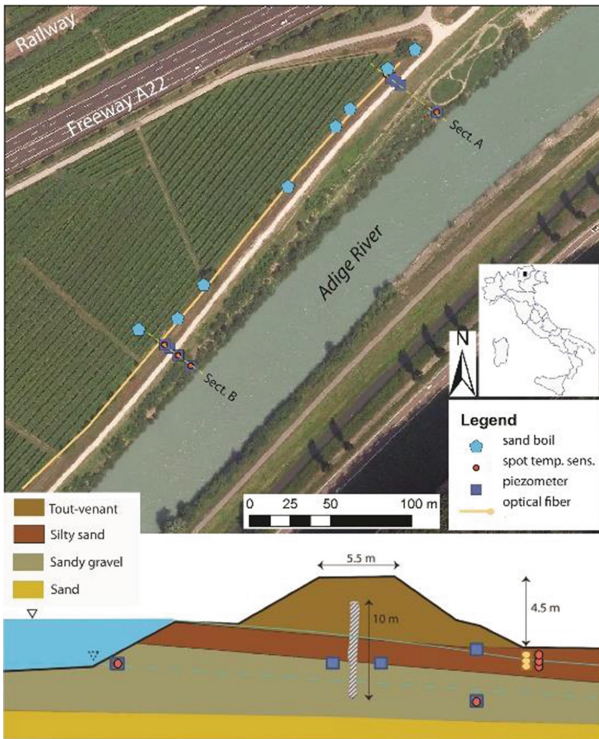 Railway
Freeway A22
Sect. A
Adige River
Sect. B
N
Legend
sand boil
spot temp. sens.
piezometer
optical fiber
0 25 50 100 m
Tout-venant
Silty sand
Sandy gravel
Sand
5.5 m
10 m
4.5 m